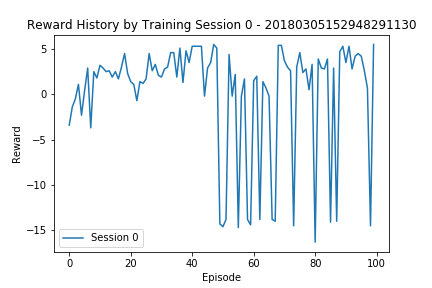 Reward History by Training Session 0 - 20180305152948291130
5
0
−5
−10
−15
Reward
Session 0
0 20 40 60 80 100
Episode